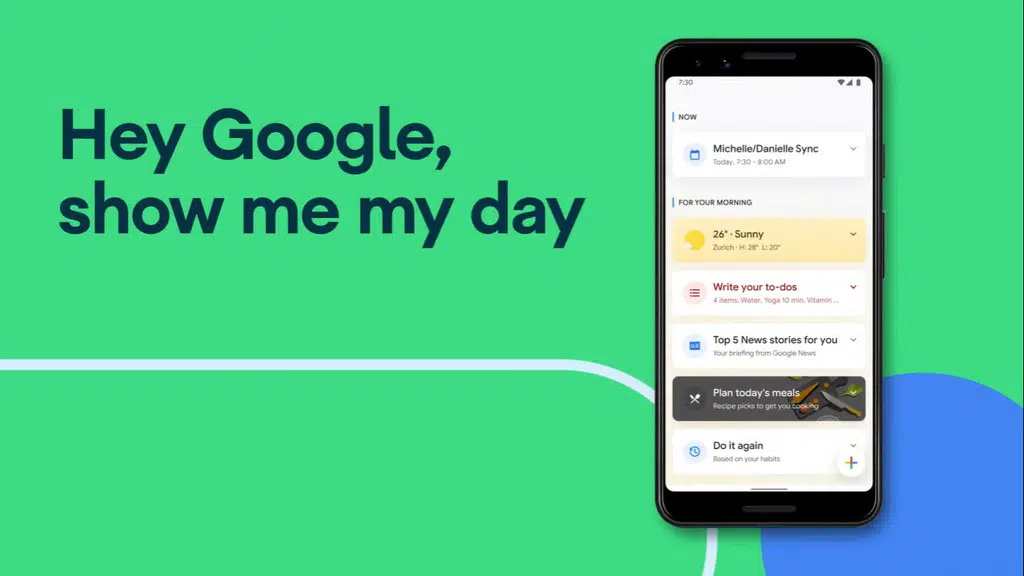 Hey Google,
show me my day
7:30
NOW
Michelle/Danielle Sync
Today, 7:30 - 8:00 AM
FOR YOUR MORNING
26° · Sunny
Zurich · H: 28° L: 20°
Write your to-dos
4 items: Water, Yoga 10 min, Vitamin ...
Top 5 News stories for you
Your briefing from Google News
Plan today's meals
Recipe picks to get you cooking
Do it again
Based on your habits